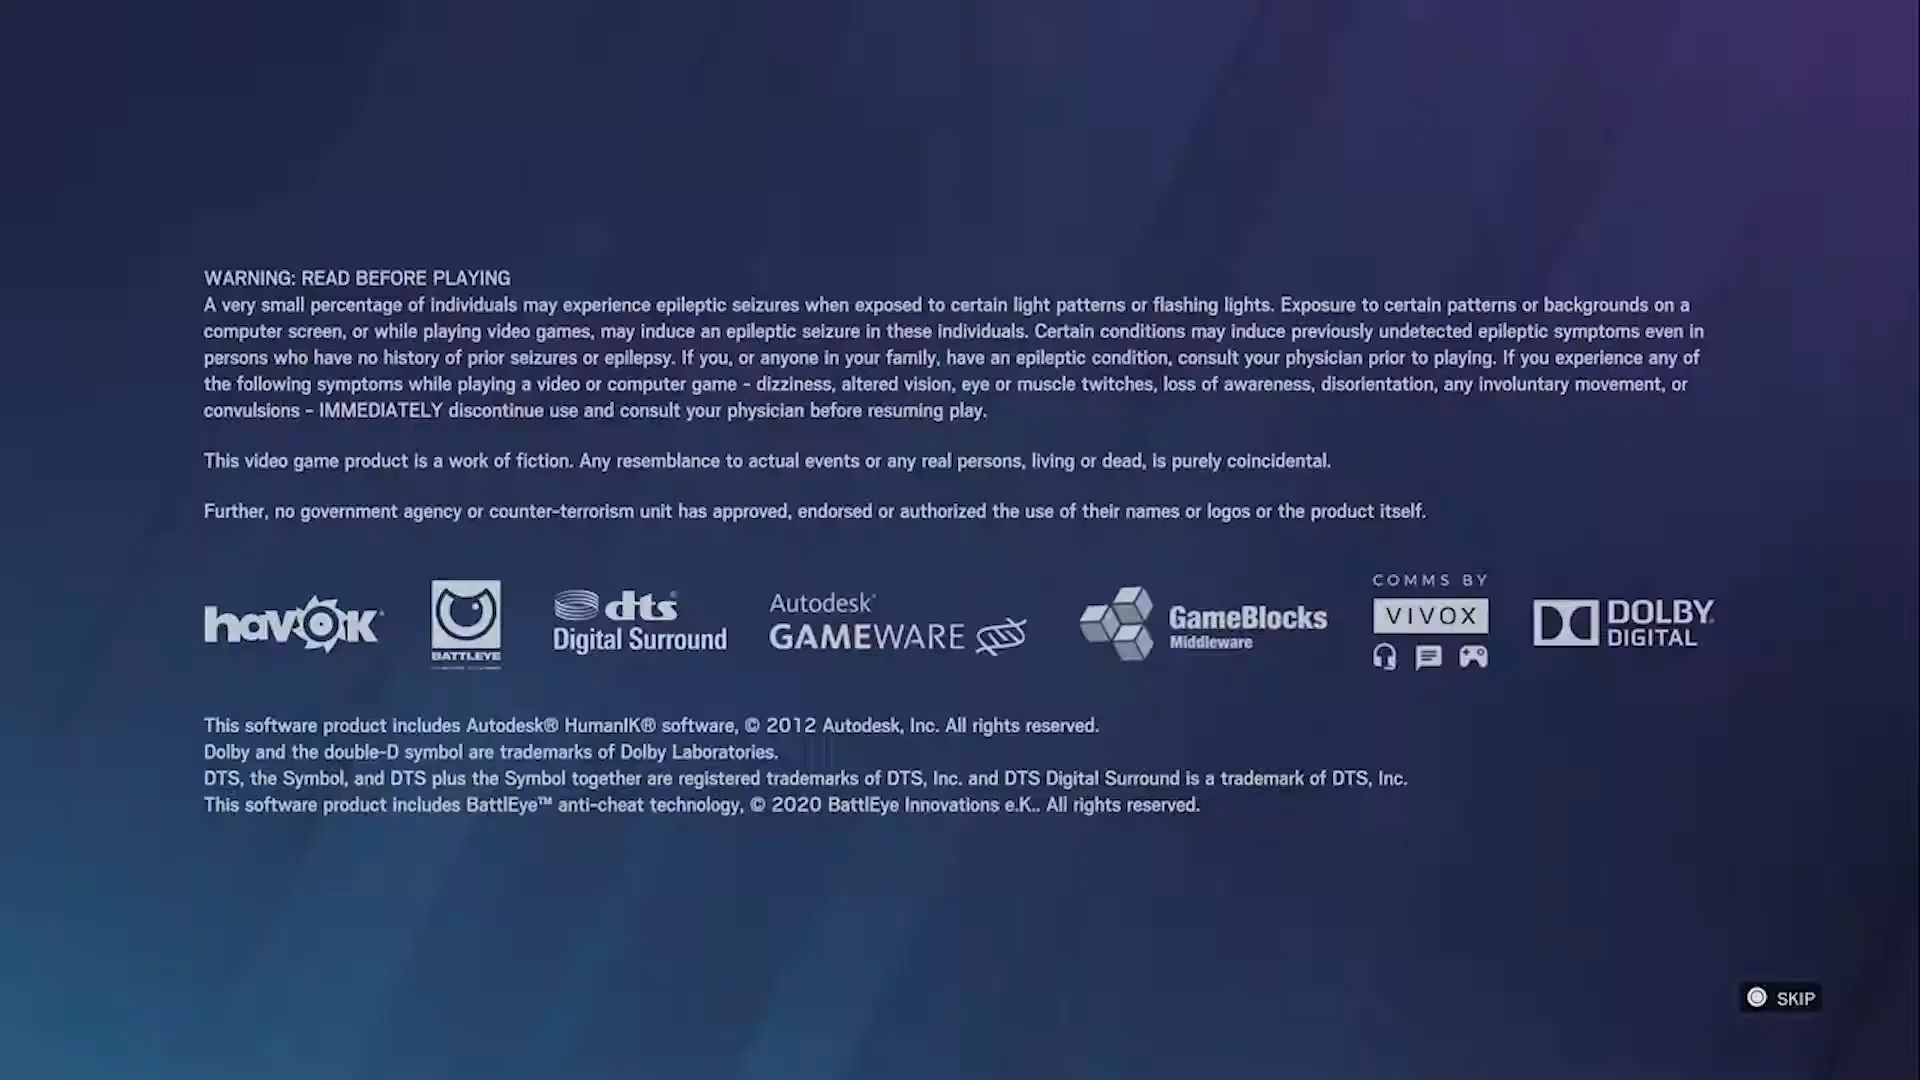 WARNING: READ BEFORE PLAYING
A very small percentage of individuals may experience epileptic seizures when exposed to certain light patterns or flashing lights. Exposure to certain patterns or backgrounds on a
computer screen, or while playing video games, may induce an epileptic seizure in these individuals. Certain conditions may induce previously undetected epileptic symptoms even in
persons who have no history of prior seizures or epilepsy. If you, or anyone in your family, have an epileptic condition, consult your physician prior to playing. If you experience any of
the following symptoms while playing a video or computer game - dizziness, altered vision, eye or muscle twitches, loss of awareness, disorientation, any involuntary movement, or
convulsions - IMMEDIATELY discontinue use and consult your physician before resuming play.
This video game product is a work of fiction. Any resemblance to actual events or any real persons, living or dead, is purely coincidental.
Further, no government agency or counter-terrorism unit has approved, endorsed or authorized the use of their names or logos or the product itself.
havok
BATTLEYE
dts
Digital Surround
Autodesk®
GAMEWARE
GameBlocks
Middleware
COMMS BY
VIVOX
DOLBY
DIGITAL
This software product includes Autodesk® HumanIK® software, © 2012 Autodesk, Inc. All rights reserved.
Dolby and the double-D symbol are trademarks of Dolby Laboratories.
DTS, the Symbol, and DTS plus the Symbol together are registered trademarks of DTS, Inc. and DTS Digital Surround is a trademark of DTS, Inc.
This software product includes BattlEye™ anti-cheat technology, © 2020 BattlEye Innovations e.K.. All rights reserved.
SKIP